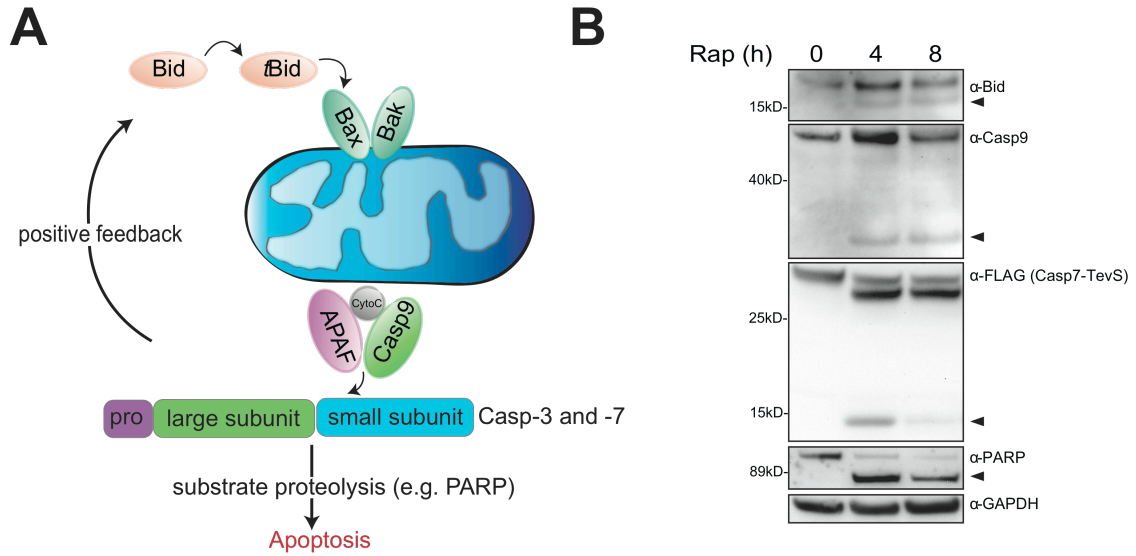 A
Bid
tBid
Bax
Bak
positive feedback
CytoC
APAF
Casp9
pro
large subunit
small subunit
Casp-3 and -7
substrate proteolysis (e.g. PARP)
Apoptosis
B
Rap (h) 0 4 8
α-Bid
15kD-
α-Casp9
40kD-
α-FLAG (Casp7-TevS)
25kD-
15kD-
α-PARP
89kD-
α-GAPDH